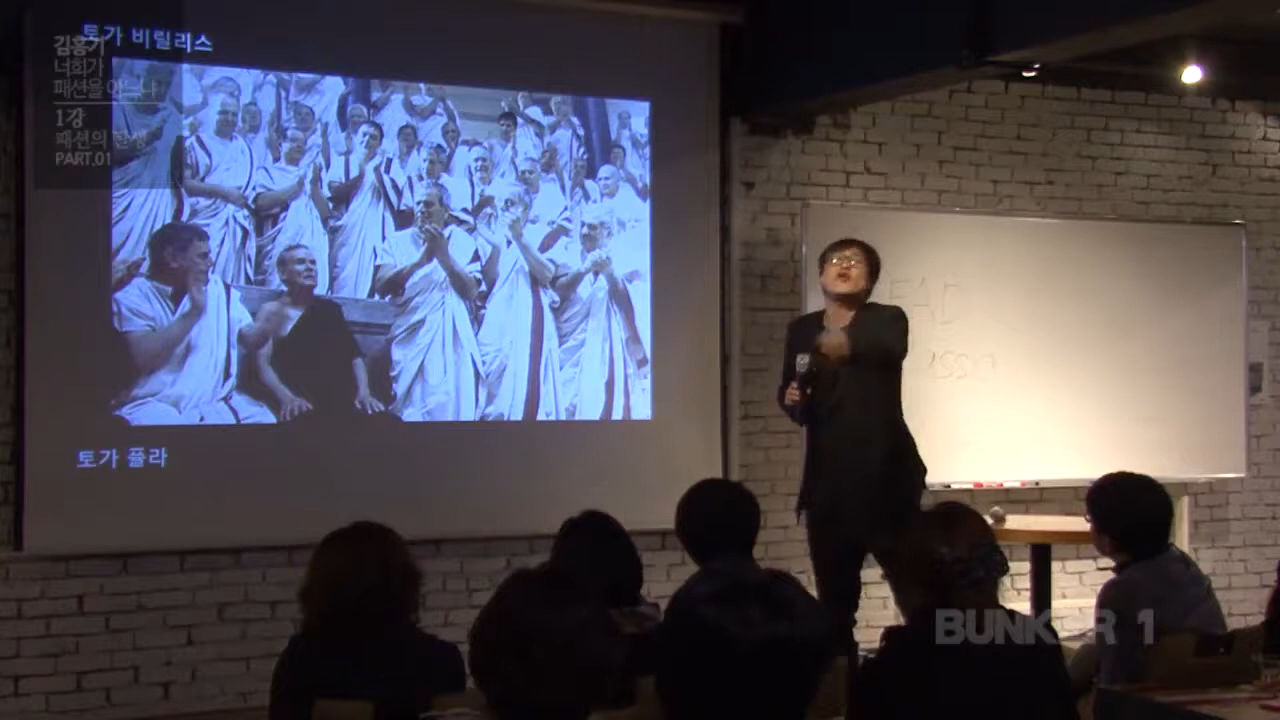 토가 비릴리스
김홍기
너희가
패션을 아느냐
1강
패션의 탄생
PART.01
토가 풀라
FAD
BUNKER 1